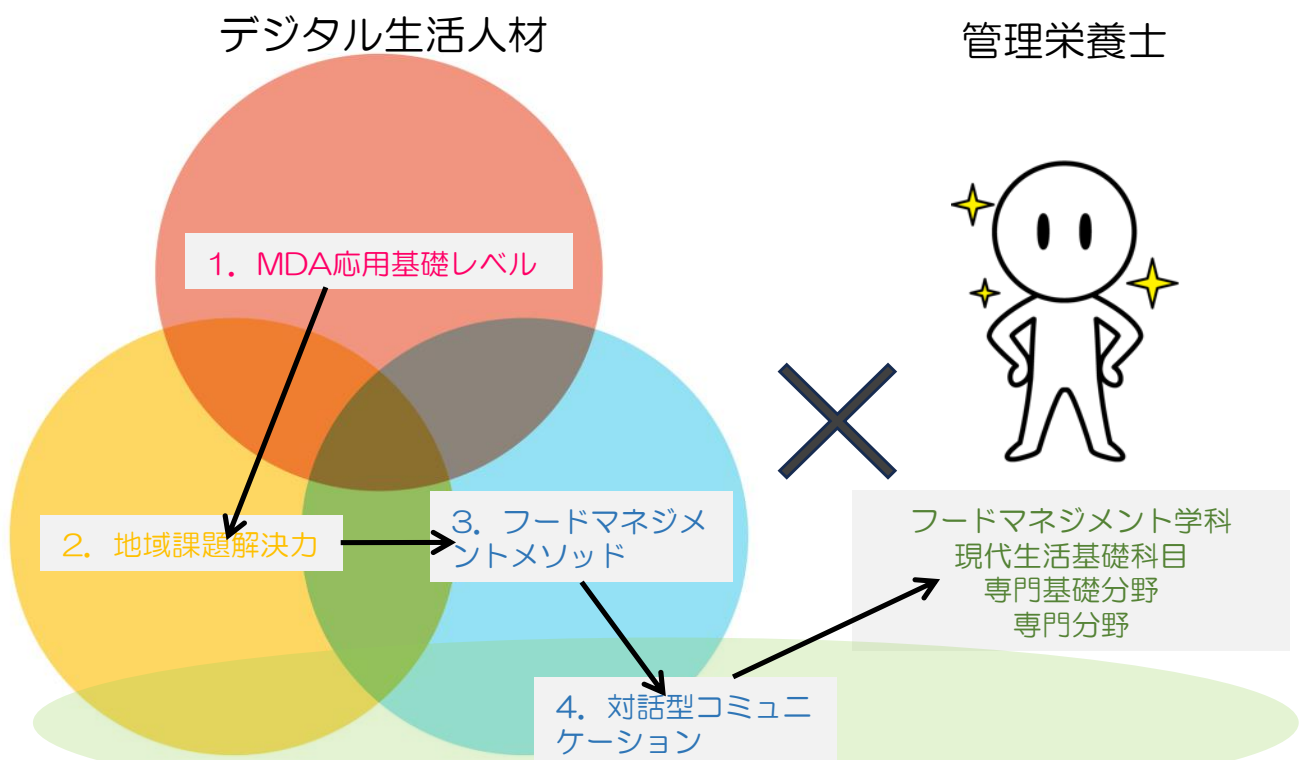 デジタル生活人材
管理栄養士
1．MDA応用基礎レベル
2．地域課題解決力
3．フードマネジメ
ントメソッド
4．対話型コミュニ
ケーション
フードマネジメント学科
現代生活基礎科目
専門基礎分野
専門分野